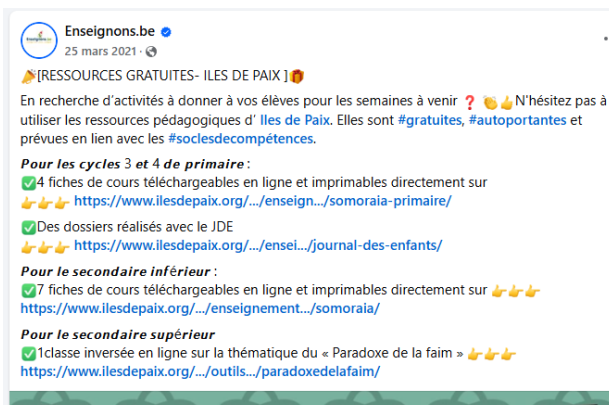 Enseignons.be
25 mars 2021 ·
[RESSOURCES GRATUITES- ILES DE PAIX ]
En recherche d'activités à donner à vos élèves pour les semaines à venir ❓ 👏👍N'hésitez pas à
utiliser les ressources pédagogiques d' Iles de Paix. Elles sont #gratuites, #autoportantes et
prévues en lien avec les #soclesdecompétences.
Pour les cycles 3 et 4 de primaire :
✅4 fiches de cours téléchargeables en ligne et imprimables directement sur
👉👉👉 https://www.ilesdepaix.org/.../enseign.../somoraia-primaire/
✅Des dossiers réalisés avec le JDE
👉👉👉 https://www.ilesdepaix.org/.../ensei.../journal-des-enfants/
Pour le secondaire inférieur :
✅7 fiches de cours téléchargeables en ligne et imprimables directement sur 👉👉👉
https://www.ilesdepaix.org/.../enseignement.../somoraia/
Pour le secondaire supérieur
✅1classe inversée en ligne sur la thématique du « Paradoxe de la faim » 👉👉👉
https://www.ilesdepaix.org/.../outils.../paradoxedelafaim/